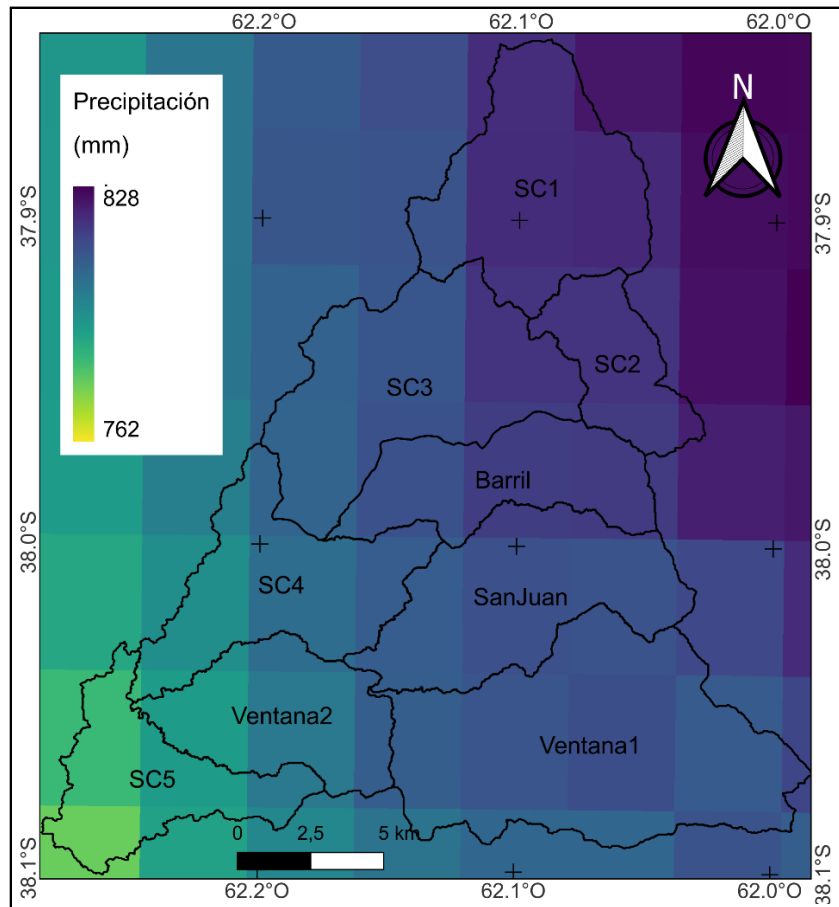 62.2°O 62.1°O 62.0°O
Precipitación
(mm)
828
762
N
37.9°S 37.9°S
SC1
SC2
SC3
Barril
38.0°S 38.0°S
SC4
SanJuan
Ventana2
Ventana1
SC5
0 2,5 5 km
38.1°S 38.1°S
62.2°O 62.1°O 62.0°O